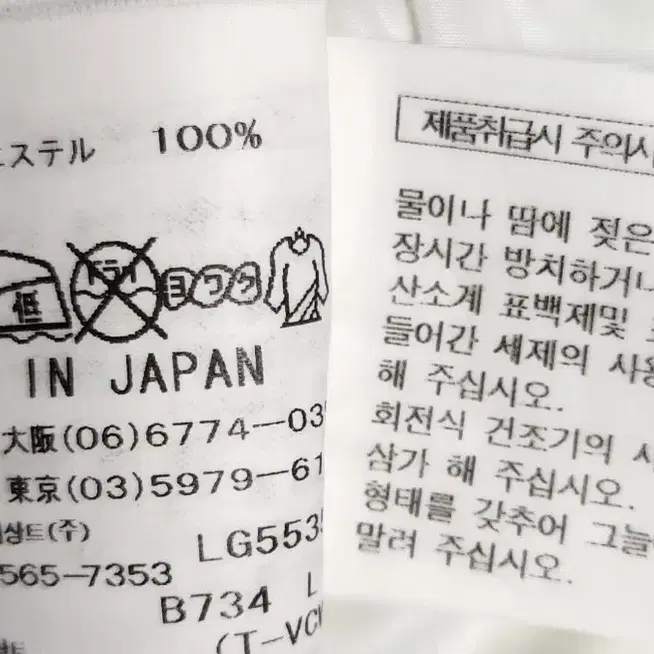 ステル 100%
低
ドライ
ヨワク
IN JAPAN
大阪(06)6774-03
東京(03)5979-61
상트(주)
LG553
565-7353
B734 L
(T-VC
제품취급시 주의사
물이나 땀에 젖은
장시간 방치하거나
산소계 표백제및
들어간 세제의 사용
해 주십시오.
회전식 건조기의 사
삼가 해 주십시오.
형태를 갖추어 그늘
말려 주십시오.